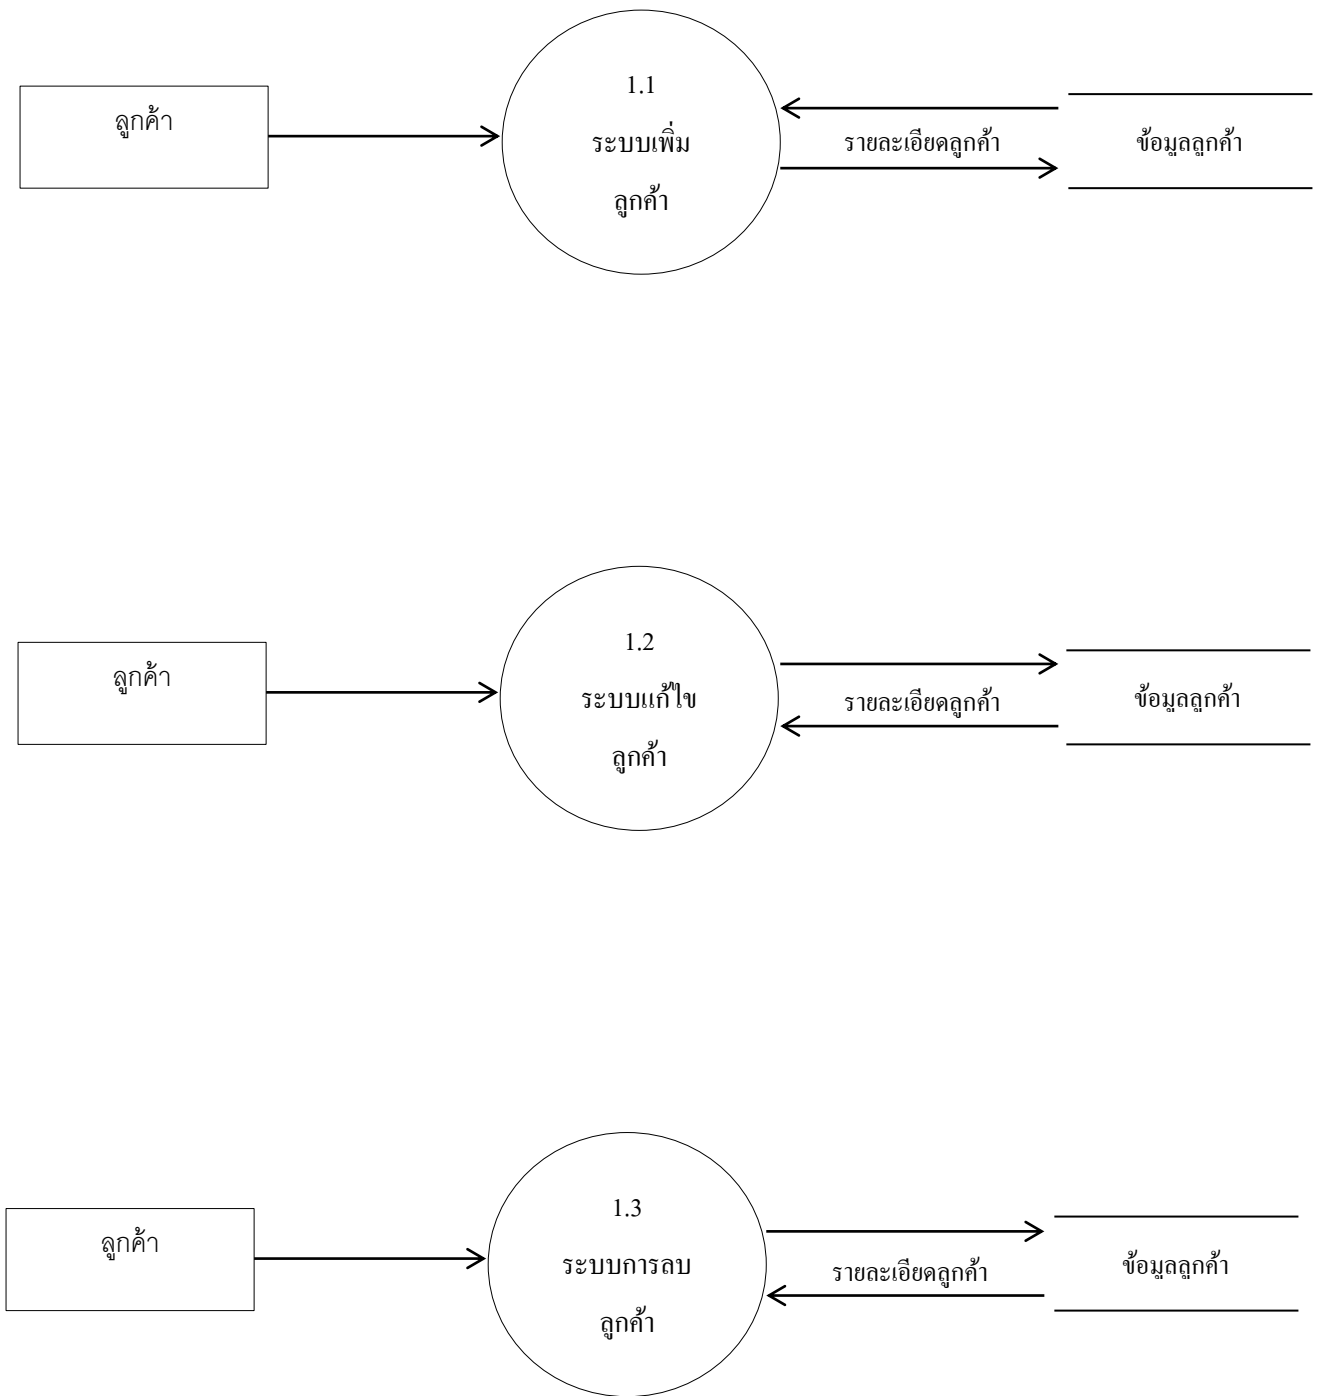 ลูกค้า
1.1
ระบบเพิ่ม
ลูกค้า
รายละเอียดลูกค้า
ข้อมูลลูกค้า
ลูกค้า
1.2
ระบบแก้ไข
ลูกค้า
รายละเอียดลูกค้า
ข้อมูลลูกค้า
ลูกค้า
1.3
ระบบการลบ
ลูกค้า
รายละเอียดลูกค้า
ข้อมูลลูกค้า